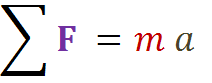 ∑ F = m a